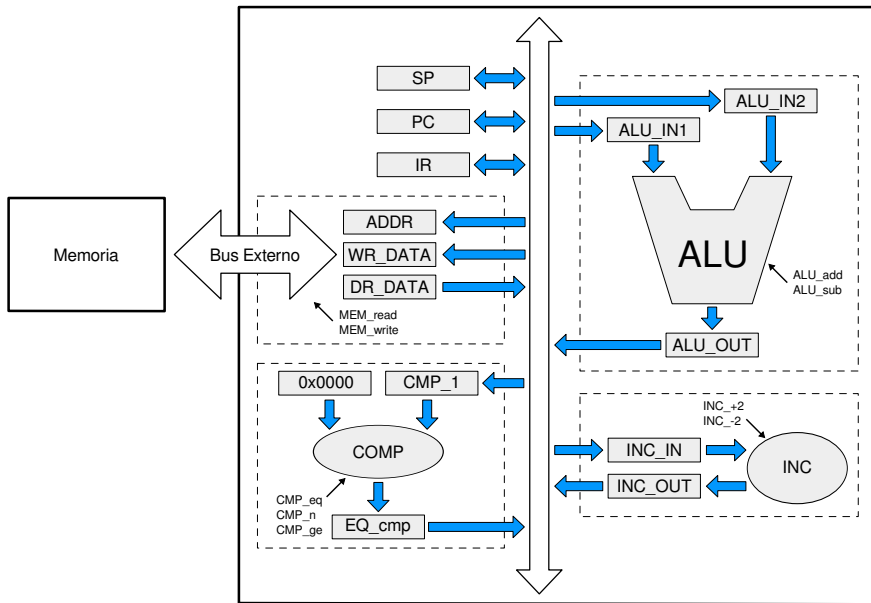 SP
PC
IR
ADDR
WR_DATA
DR_DATA
MEM_read
MEM_write
Memoria
Bus Externo
0x0000
CMP_1
COMP
CMP_eq
CMP_n
CMP_ge
EQ_cmp
ALU_IN2
ALU_IN1
ALU
ALU_add
ALU_sub
ALU_OUT
INC_+2
INC_-2
INC_IN
INC_OUT
INC